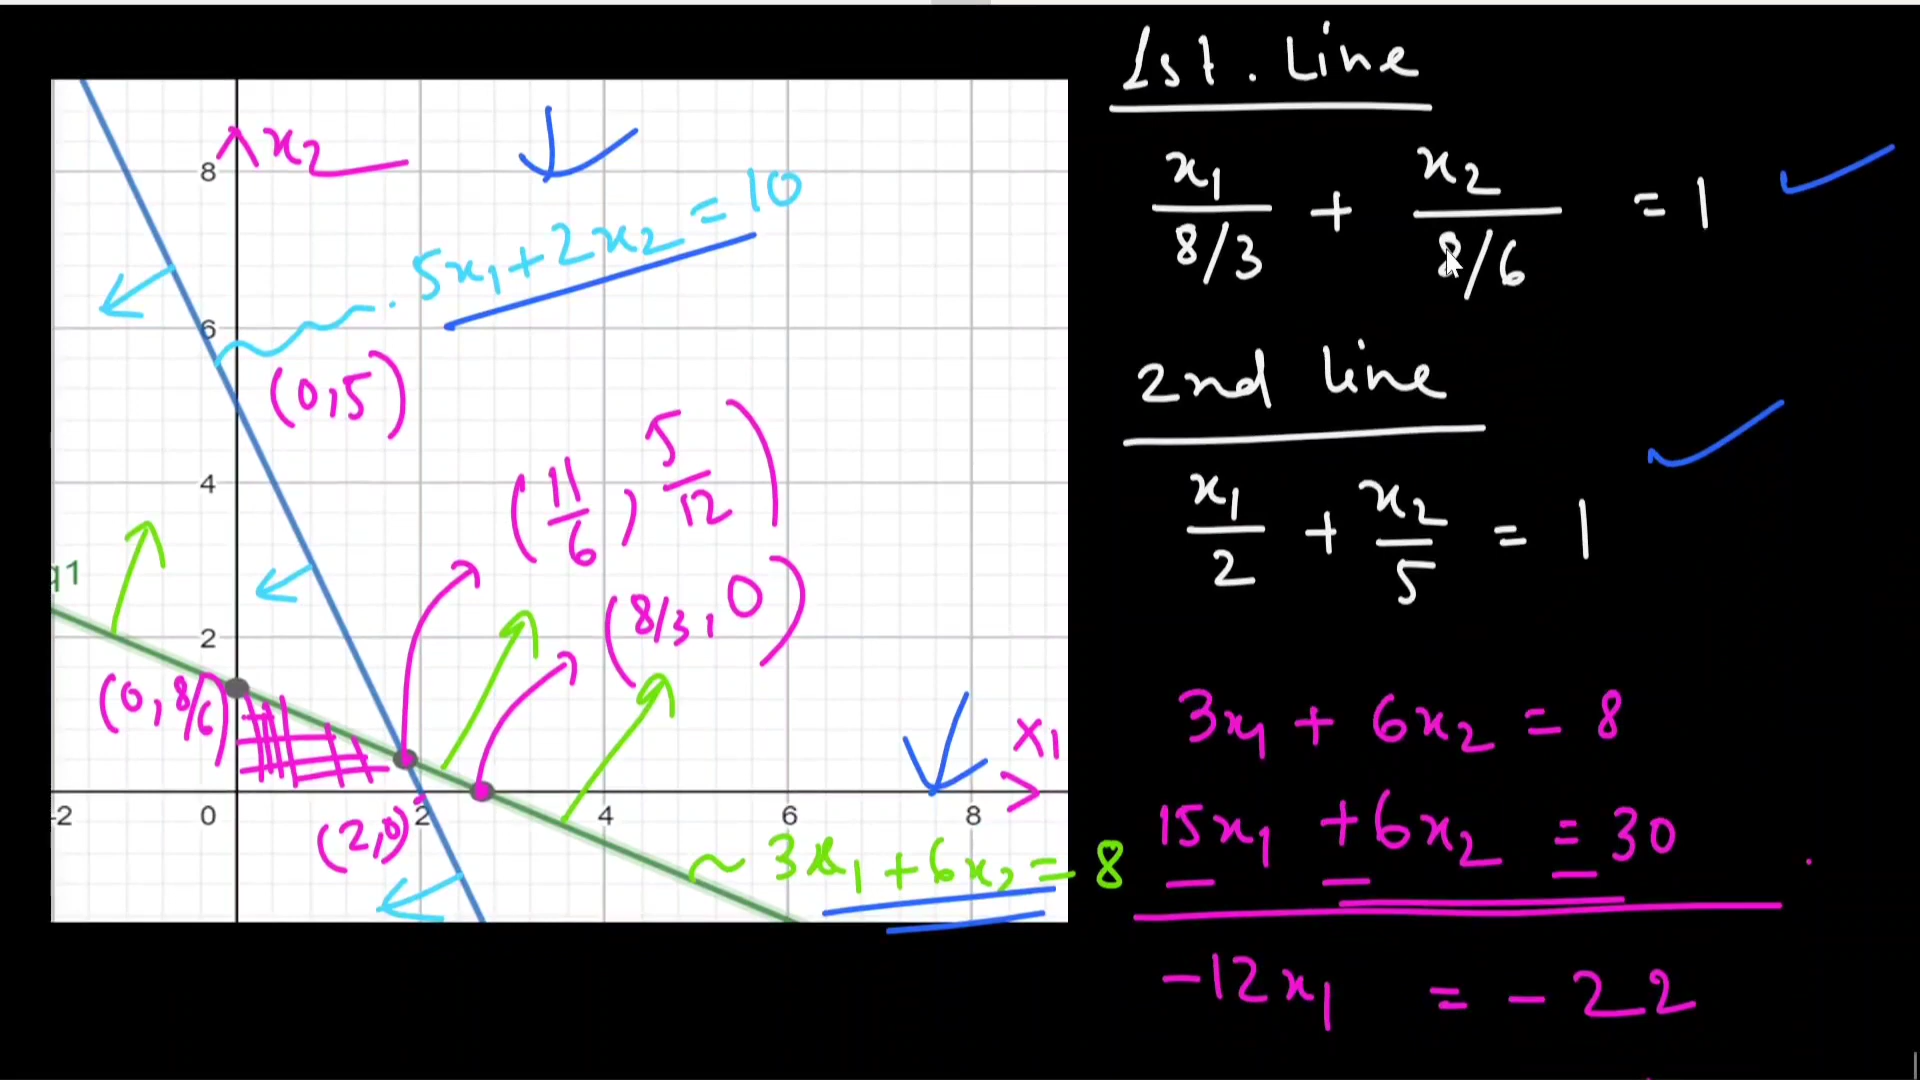 1st. Line
x1/8/3 + x2/8/6 = 1
2nd line
x1/2 + x2/5 = 1
3x1 + 6x2 = 8
15x1 + 6x2 = 30
-12x1 = -22
x2
8
5x1+2x2 = 10
6
(0,5)
4
(11/6, 5/12)
q1
(8/3, 0)
2
(0, 8/6)
x1
-2 0 2 4 6 8
(2,0)
~ 3x1 + 6x2 = 8